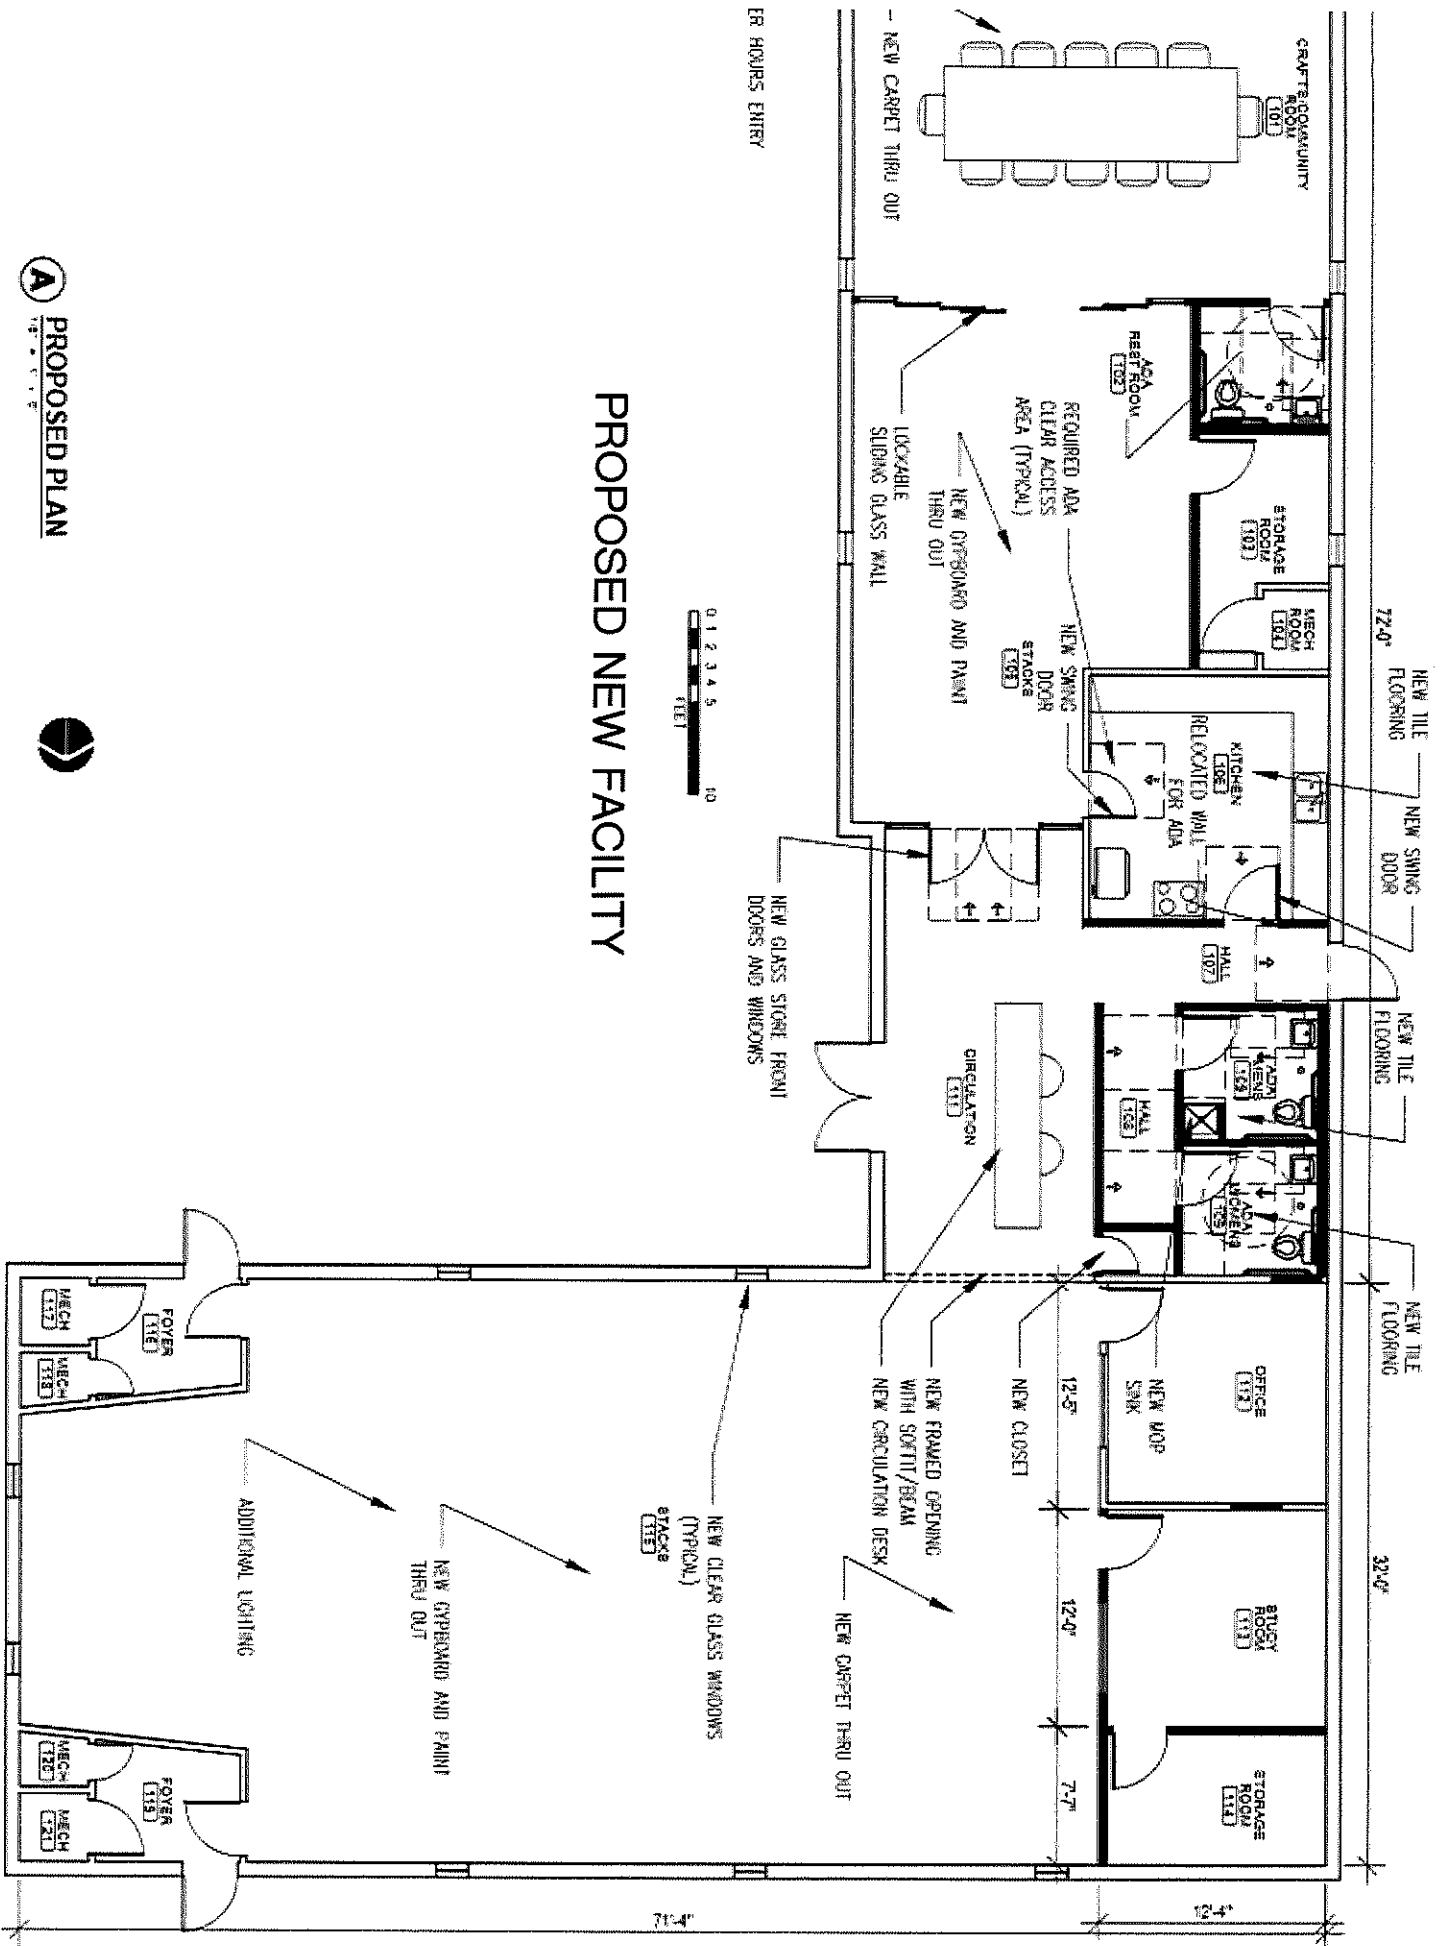 CRAFTS/COMMUNITY
ROOM
101
NEW CARPET THRU OUT
ER HOURS ENTRY
72'-0"
32'-0"
ADA
REST ROOM
102
STORAGE
ROOM
103
MECH
ROOM
104
LOCKABLE
SLIDING GLASS WALL
REQUIRED ADA
CLEAR ACCESS
AREA (TYPICAL)
NEW GYPBOARD AND PAINT
THRU OUT
STACKS
NEW SWING
DOOR
KITCHEN
106
RELOCATED WALL
FOR ADA
NEW TILE
FLOORING
NEW SWING
DOOR
HALL
107
NEW TILE
FLOORING
NEW GLASS STORE FRONT
DOORS AND WINDOWS
CIRCULATION
111
HALL
108
ADA
MENS
ADA
WOMENS
NEW TILE
FLOORING
NEW MOP
SINK
NEW CLOSET
NEW FRAMED OPENING
WITH SOFFIT/BEAM
NEW CIRCULATION DESK
OFFICE
112
STUDY
ROOM
113
STORAGE
ROOM
114
12'-5"
12'-0"
7'-7"
NEW CARPET THRU OUT
NEW CLEAR GLASS WINDOWS
(TYPICAL)
STACKS
115
NEW GYPBOARD AND PAINT
THRU OUT
ADDITIONAL LIGHTING
FOYER
116
MECH
117
MECH
118
FOYER
119
MECH
120
MECH
121
71'-4"
12'-4"
0 1 2 3 4 5 10
FEET
PROPOSED NEW FACILITY
A
PROPOSED PLAN